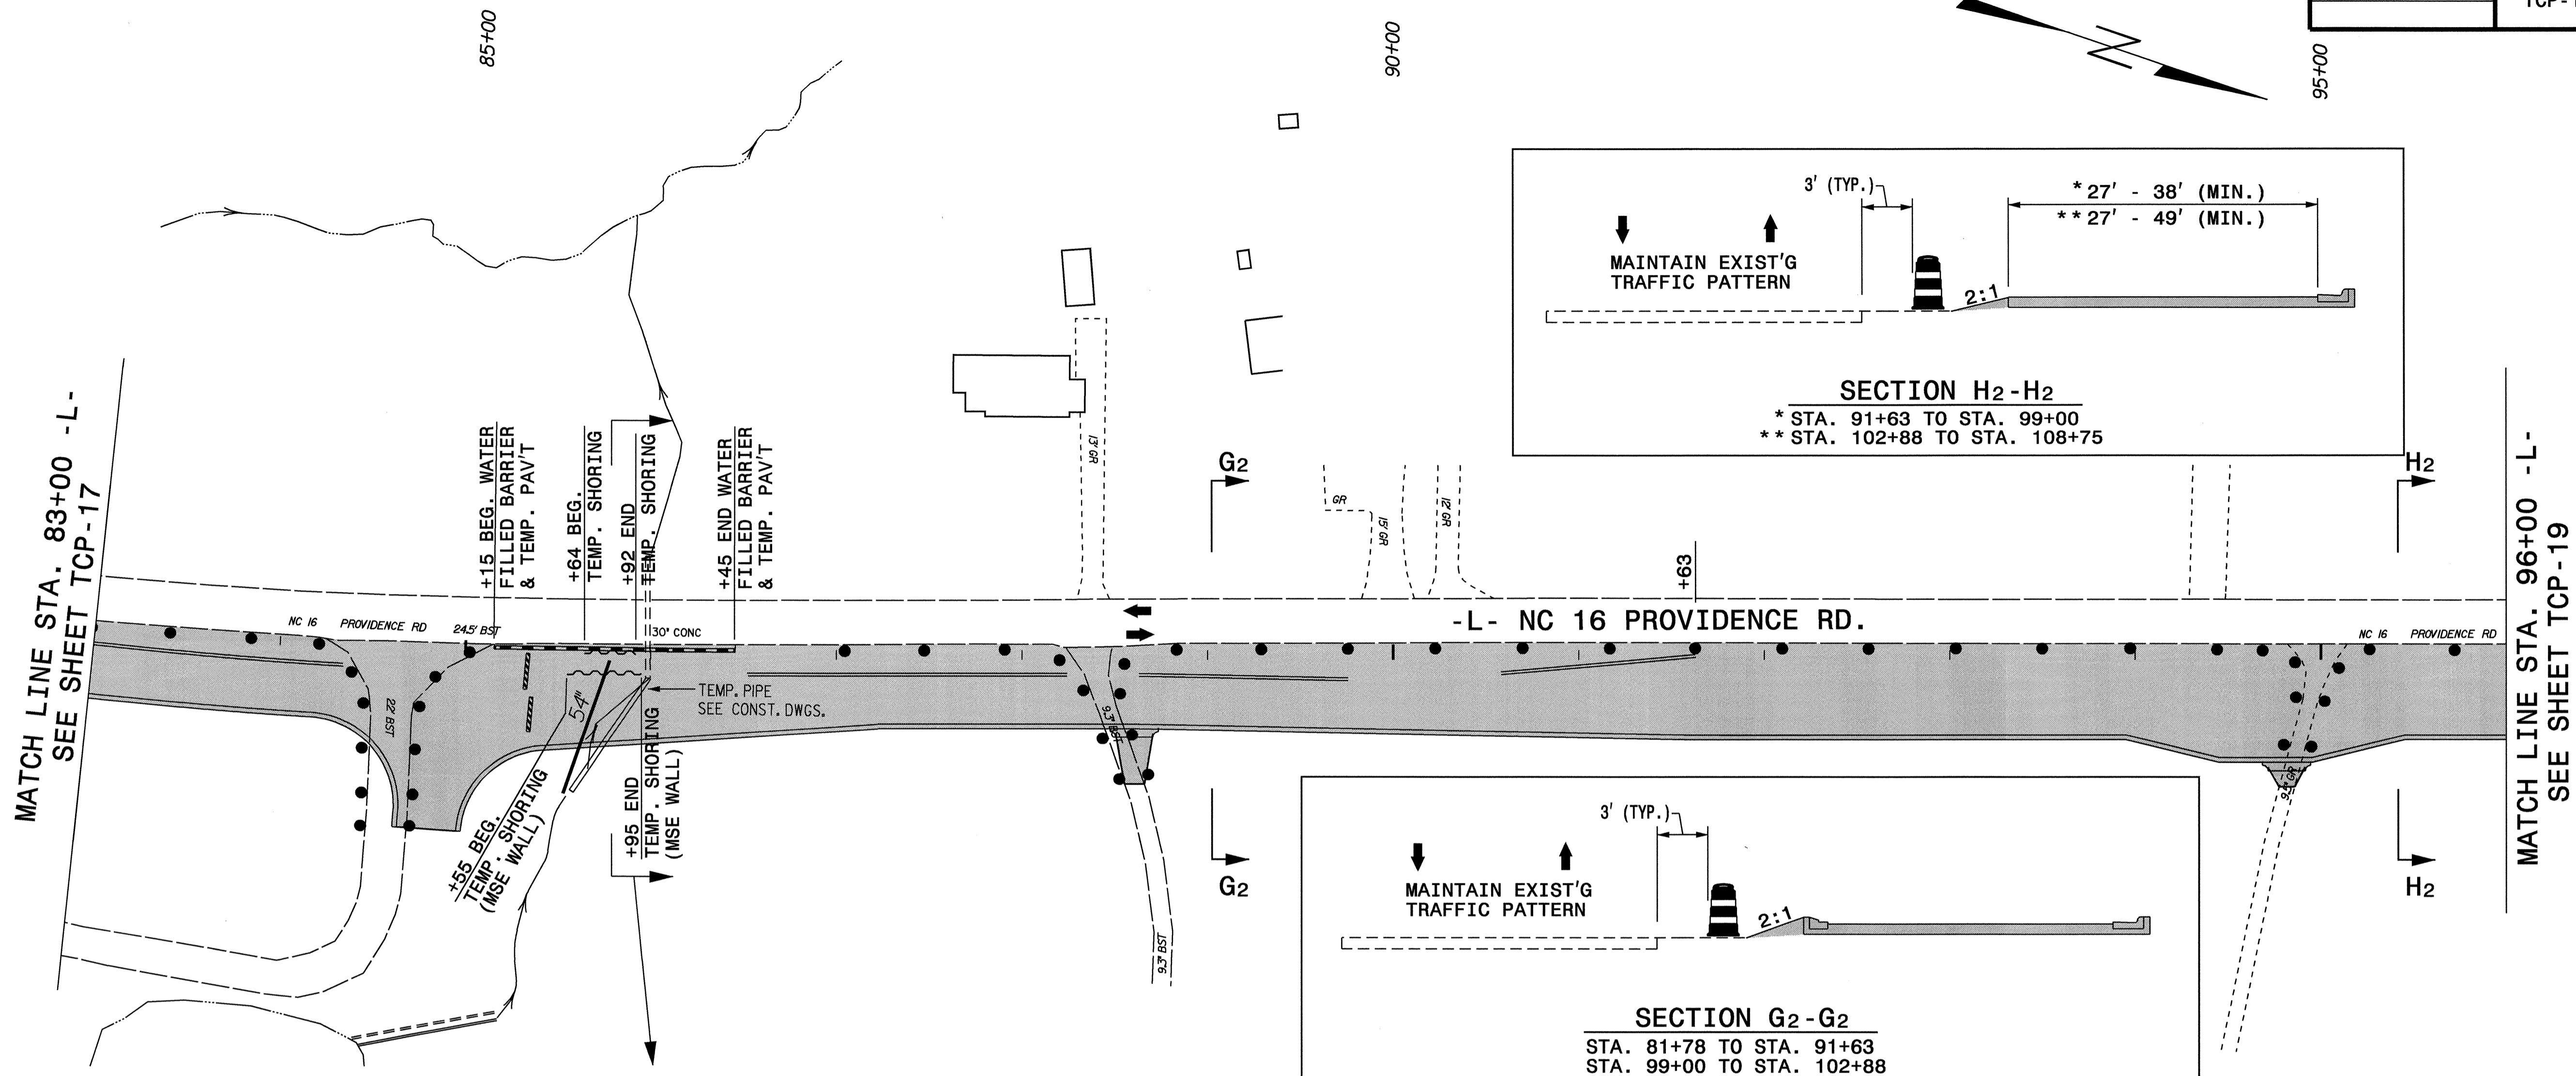 85+00
90+00
95+00
3' (TYP.)
*27' - 38' (MIN.)
**27' - 49' (MIN.)
MAINTAIN EXIST'G
TRAFFIC PATTERN
2:1
SECTION H2-H2
* STA. 91+63 TO STA. 99+00
** STA. 102+88 TO STA. 108+75
MATCH LINE STA. 83+00 -L-
SEE SHEET TCP-17
+15 BEG. WATER
FILLED BARRIER
& TEMP. PAV'T
+64 BEG.
TEMP. SHORING
+92 END
TEMP. SHORING
+45 END WATER
FILLED BARRIER
& TEMP. PAV'T
13' GR
G2
GR
15' GR
12' GR
+63
H2
MATCH LINE STA. 96+00 -L-
SEE SHEET TCP-19
NC 16 PROVIDENCE RD
24.5' BST
30" CONC
-L- NC 16 PROVIDENCE RD.
NC 16 PROVIDENCE RD
22' BST
54"
TEMP. PIPE
SEE CONST. DWGS.
9.3' BST
+55 BEG.
TEMP. SHORING
(MSE WALL)
+95 END
TEMP. SHORING
(MSE WALL)
G2
H2
9.3' BST
3' (TYP.)
MAINTAIN EXIST'G
TRAFFIC PATTERN
2:1
SECTION G2-G2
STA. 81+78 TO STA. 91+63
STA. 99+00 TO STA. 102+88